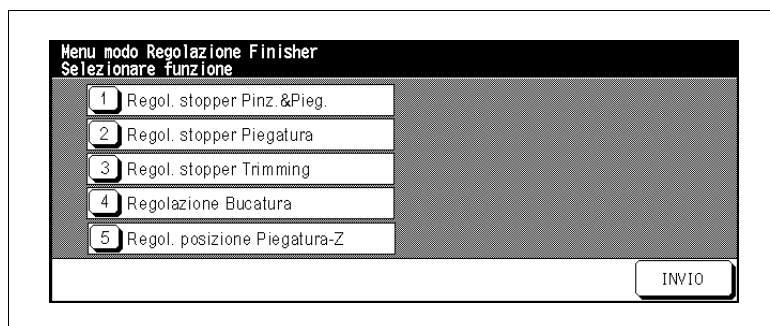 Menu modo Regolazione Finisher
Selezionare funzione
1 Regol. stopper Pinz.&Pieg.
2 Regol. stopper Piegatura
3 Regol. stopper Trimming
4 Regolazione Bucatura
5 Regol. posizione Piegatura-Z
INVIO